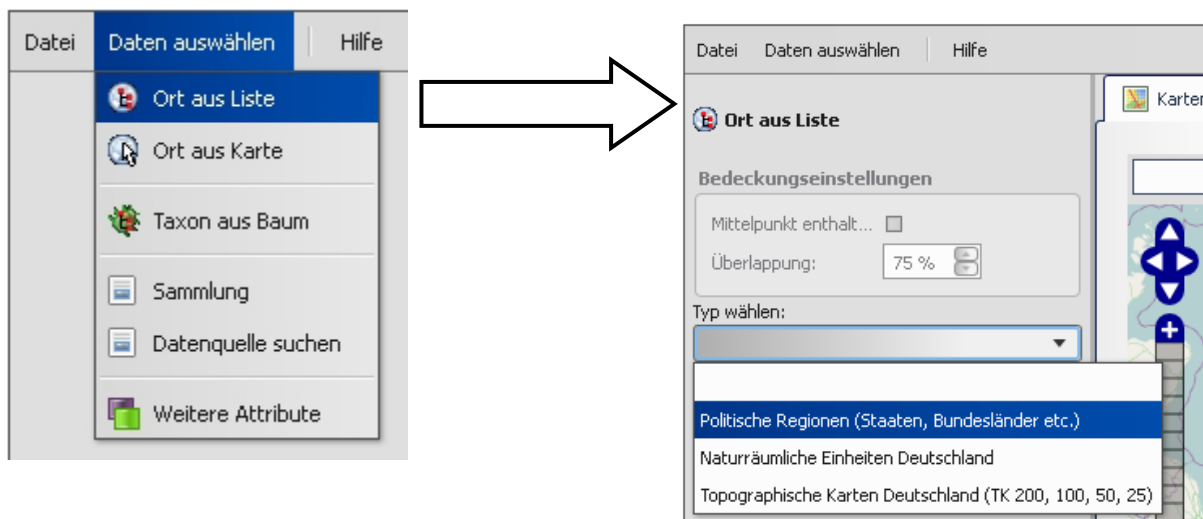 Datei Daten auswählen Hilfe
Ort aus Liste
Ort aus Karte
Taxon aus Baum
Sammlung
Datenquelle suchen
Weitere Attribute
Datei Daten auswählen Hilfe
Ort aus Liste
Karten
Bedeckungseinstellungen
Mittelpunkt enthalt...
Überlappung: 75 %
Typ wählen:
Politische Regionen (Staaten, Bundesländer etc.)
Naturräumliche Einheiten Deutschland
Topographische Karten Deutschland (TK 200, 100, 50, 25)